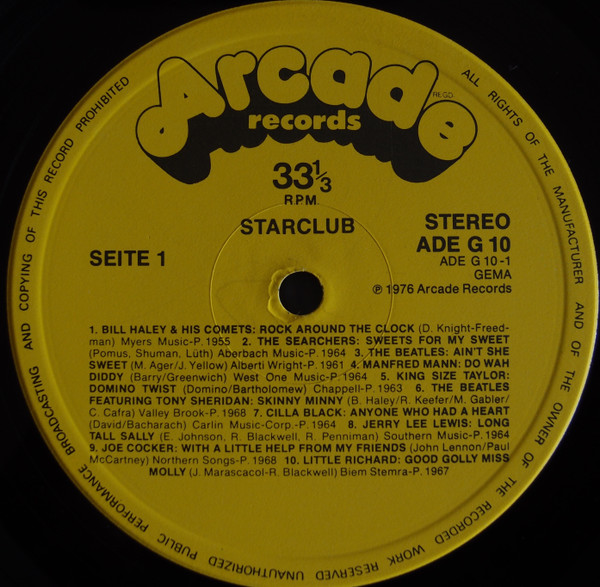 Arcade
REGD.
records
33 1/3
RPM
STARCLUB
SEITE 1
STEREO
ADE G 10
ADE G 10-1
GEMA
℗ 1976 Arcade Records
1. BILL HALEY & HIS COMETS: ROCK AROUND THE CLOCK (D. Knight-Freed-
man) Myers Music-P. 1955 2. THE SEARCHERS: SWEETS FOR MY SWEET
(Pomus, Shuman, Lüth) Aberbach Music-P. 1964 3. THE BEATLES: AIN'T SHE
SWEET (M. Ager/J. Yellow) Alberti Wright-P. 1961 4. MANFRED MANN: DO WAH
DIDDY (Barry/Greenwich) West One Music-P. 1964 5. KING SIZE TAYLOR:
DOMINO TWIST (Domino/Bartholomew) Chappell-P. 1963 6. THE BEATLES
FEATURING TONY SHERIDAN: SKINNY MINNY (B. Haley/R. Keefer/M. Gabler/
C. Cafra) Valley Brook-P. 1968 7. CILLA BLACK: ANYONE WHO HAD A HEART
(David/Bacharach) Carlin Music-Corp.-P. 1964 8. JERRY LEE LEWIS: LONG
TALL SALLY (E. Johnson, R. Blackwell, R. Penniman) Southern Music-P. 1964
9. JOE COCKER: WITH A LITTLE HELP FROM MY FRIENDS (John Lennon/Paul
McCartney) Northern Songs-P. 1968 10. LITTLE RICHARD: GOOD GOLLY MISS
MOLLY (J. Marascacol-R. Blackwell) Biem Stemra-P. 1967
ALL RIGHTS OF THE MANUFACTURER AND OF THE OWNER OF THE RECORDED WORK RESERVED UNAUTHORIZED PUBLIC PERFORMANCE BROADCASTING AND COPYING OF THIS RECORD PROHIBITED